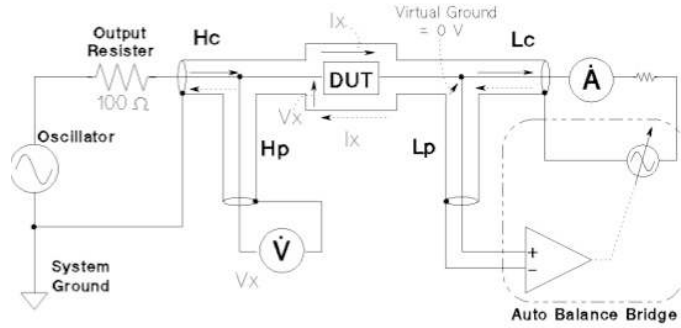 Output
Resister
100 Ω
Oscillator
System
Ground
Hc
Ix
DUT
Vx
Ix
Hp
V̇
Vx
Virtual Ground
= 0 V
Lc
Lp
Ȧ
+
−
Auto Balance Bridge